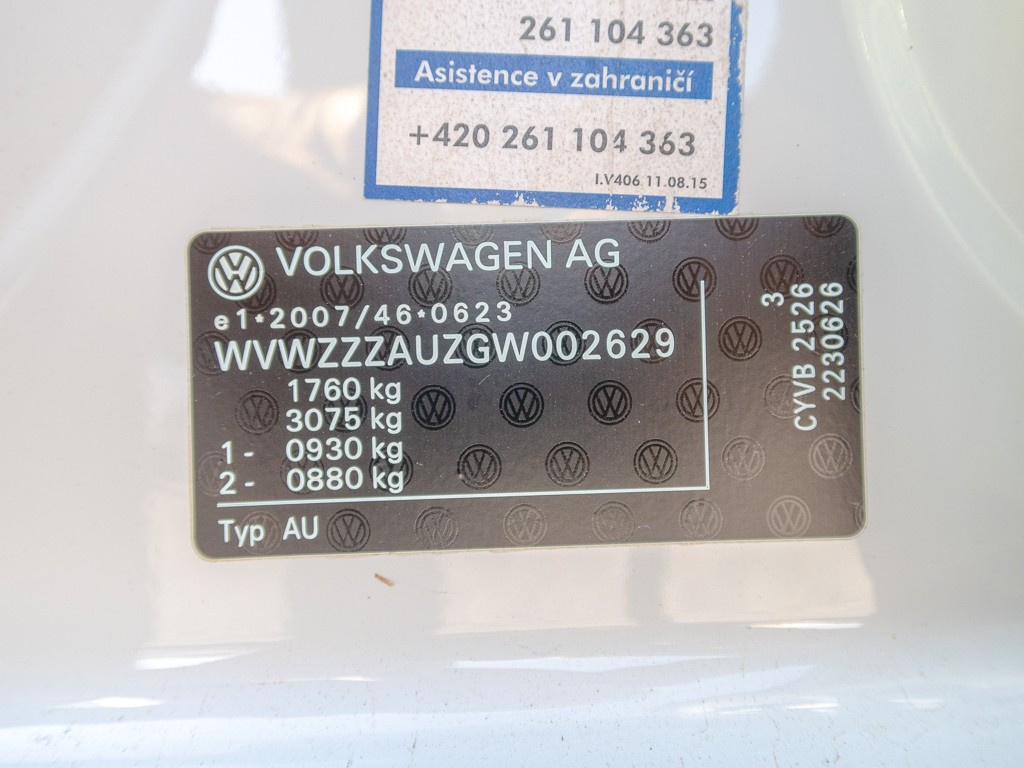 261 104 363
Asistence v zahraničí
+420 261 104 363
I.V406 11.08.15
VOLKSWAGEN AG
e1*2007/46*0623
WVWZZZAUZGW002629
1760 kg
3075 kg
1- 0930 kg
2- 0880 kg
Typ AU
3
CYVB 2526
2230626